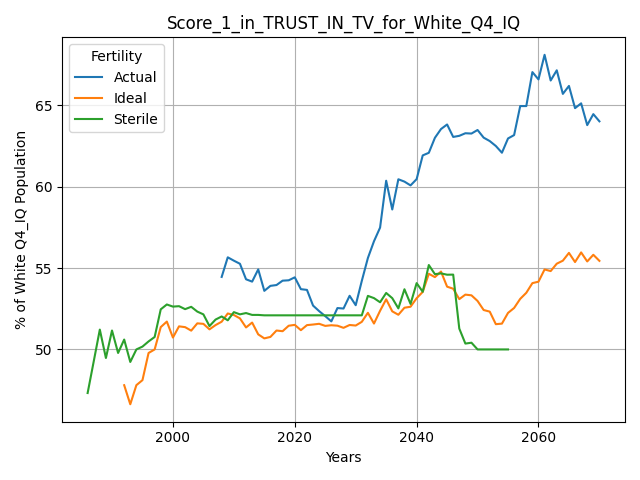 Score_1_in_TRUST_IN_TV_for_White_Q4_IQ
Fertility
Actual
Ideal
Sterile
% of White Q4_IQ Population
65
60
55
50
2000 2020 2040 2060
Years